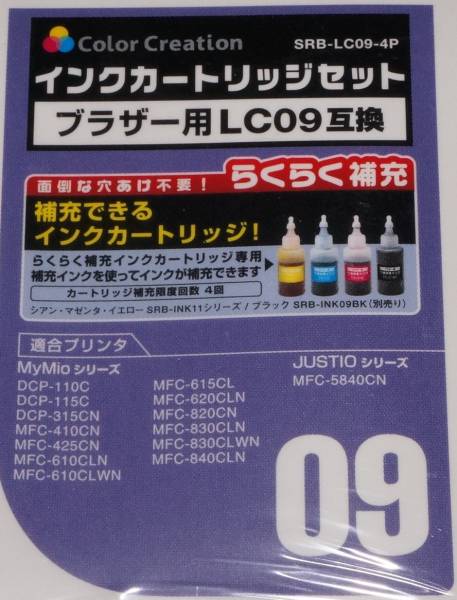 Color Creation
SRB-LC09-4P
インクカートリッジセット
ブラザー用LC09互換
面倒な穴あけ不要！
らくらく補充
補充できる
インクカートリッジ！
らくらく補充インクカートリッジ専用
補充インクを使ってインクが補充できます
カートリッジ補充限度回数 4回
シアン・マゼンタ・イエロー SRB-INK11シリーズ / ブラック SRB-INK09BK（別売り）
適合プリンタ
MyMio シリーズ
DCP-110C
DCP-115C
DCP-315CN
MFC-410CN
MFC-425CN
MFC-610CLN
MFC-610CLWN
MFC-615CL
MFC-620CLN
MFC-820CN
MFC-830CLN
MFC-830CLWN
MFC-840CLN
JUSTIO シリーズ
MFC-5840CN
09